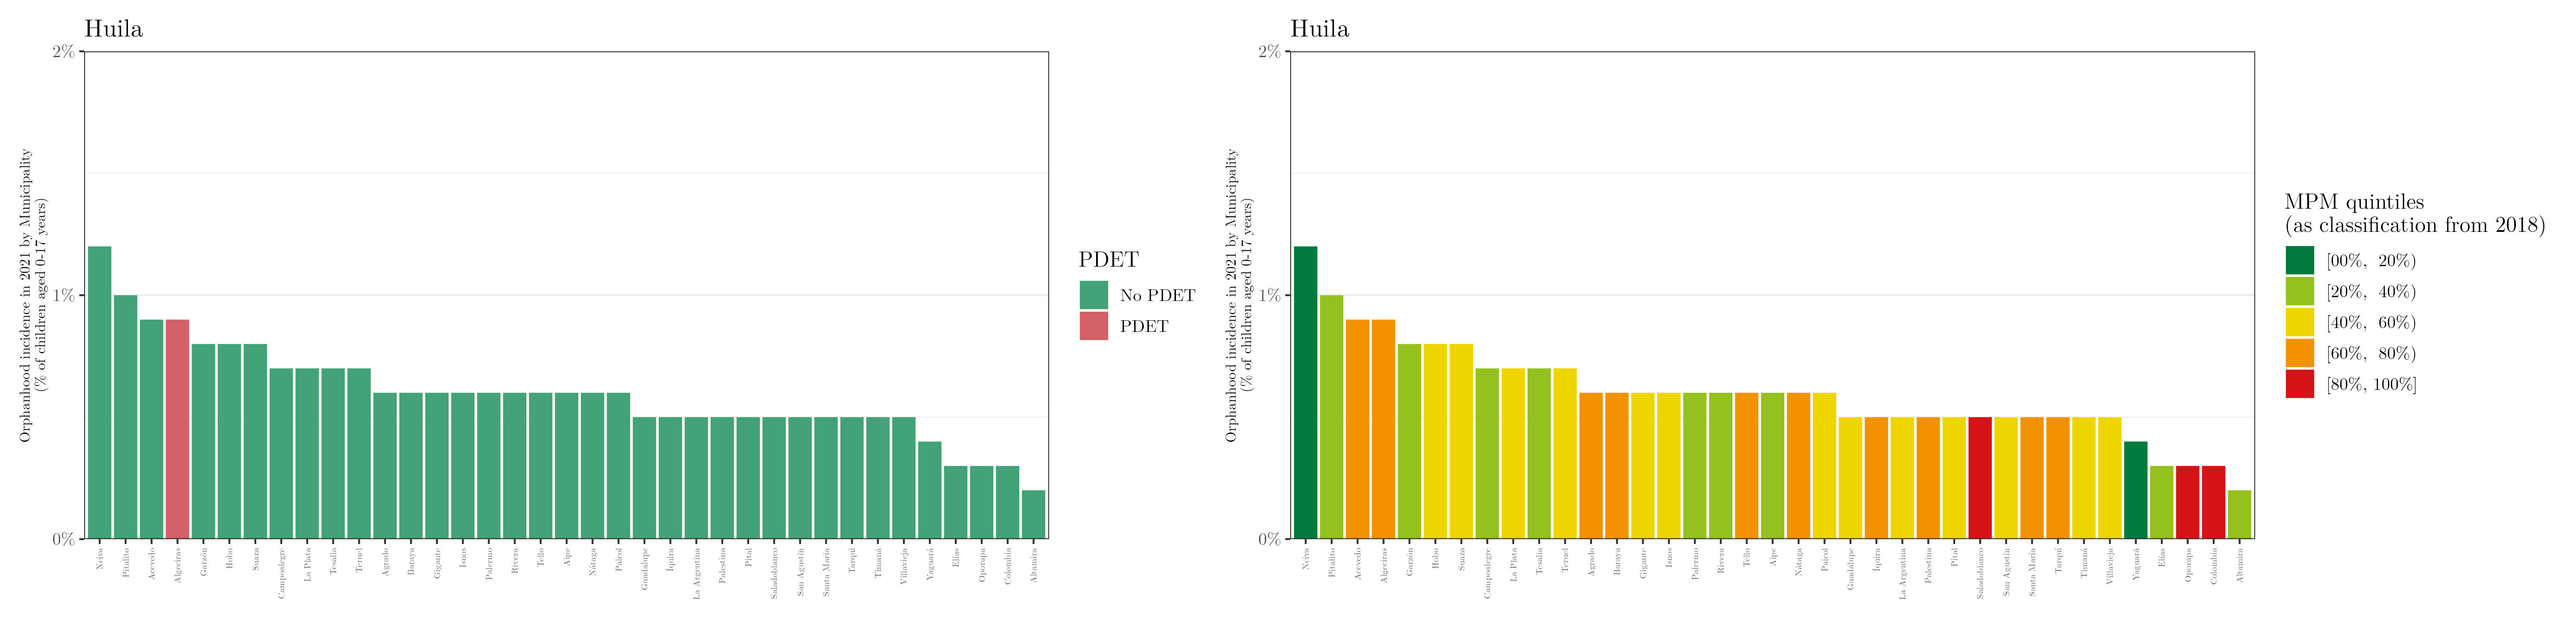 Huila
2%
1%
0%
Orphanhood incidence in 2021 by Municipality
(% of children aged 0-17 years)
Neiva
Pitalito
Acevedo
Algeciras
Garzón
Hobo
Suaza
Campoalegre
La Plata
Tesalia
Teruel
Agrado
Baraya
Gigante
Isnos
Palermo
Rivera
Tello
Aipe
Nátaga
Paicol
Guadalupe
Íquira
La Argentina
Palestina
Pital
Saladoblanco
San Agustín
Santa María
Tarqui
Timaná
Villavieja
Yaguará
Elías
Oporapa
Colombia
Altamira
PDET
No PDET
PDET
Huila
2%
1%
0%
Orphanhood incidence in 2021 by Municipality
(% of children aged 0-17 years)
Neiva
Pitalito
Acevedo
Algeciras
Garzón
Hobo
Suaza
Campoalegre
La Plata
Tesalia
Teruel
Agrado
Baraya
Gigante
Isnos
Palermo
Rivera
Tello
Aipe
Nátaga
Paicol
Guadalupe
Íquira
La Argentina
Palestina
Pital
Saladoblanco
San Agustín
Santa María
Tarqui
Timaná
Villavieja
Yaguará
Elías
Oporapa
Colombia
Altamira
MPM quintiles
(as classification from 2018)
[00%, 20%)
[20%, 40%)
[40%, 60%)
[60%, 80%)
[80%, 100%]